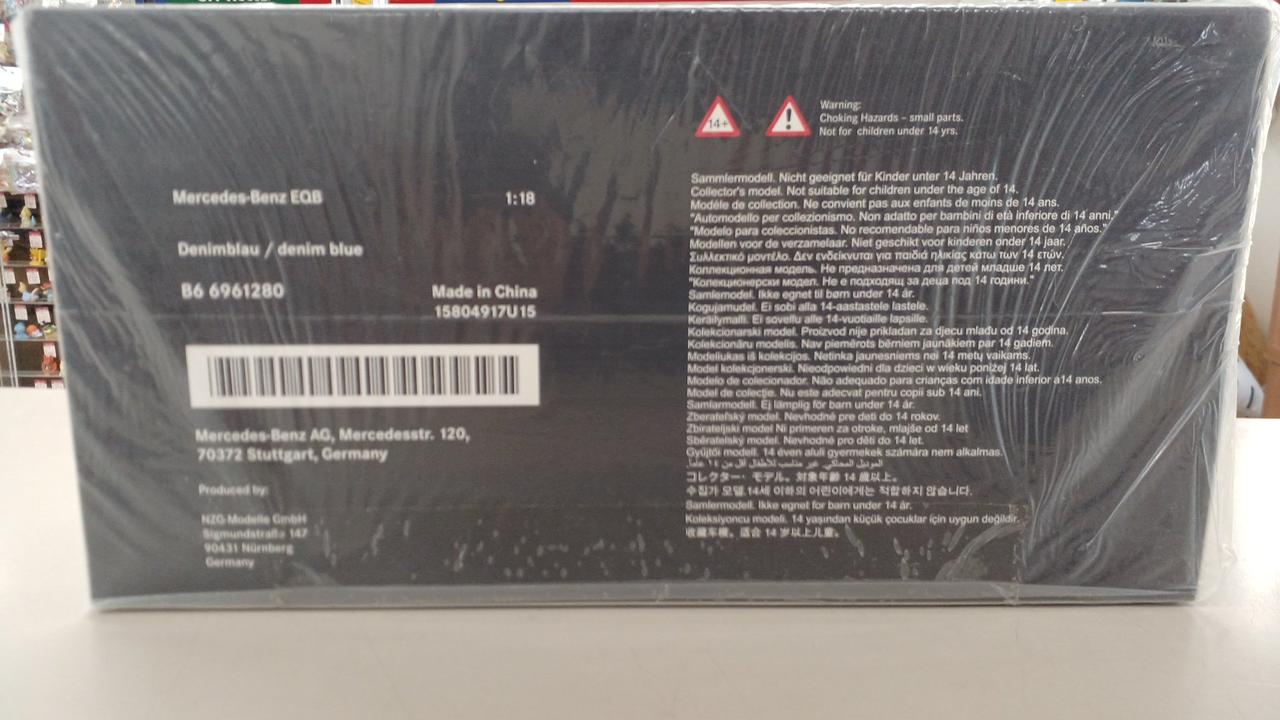 Mercedes-Benz EQB
1:18
Denimblau / denim blue
B6 6961280
Made in China
15804917U15
Mercedes-Benz AG, Mercedesstr. 120,
70372 Stuttgart, Germany
Produced by:
NZG Modelle GmbH
Sigmundstraße 147
90431 Nürnberg
Germany
14+
!
Warning:
Choking Hazards – small parts.
Not for children under 14 yrs.
Sammlermodell. Nicht geeignet für Kinder unter 14 Jahren.
Collector's model. Not suitable for children under the age of 14.
Modèle de collection. Ne convient pas aux enfants de moins de 14 ans.
"Automodello per collezionismo. Non adatto per bambini di età inferiore di 14 anni."
"Modelo para coleccionistas. No recomendable para niños menores de 14 años."
Modellen voor de verzamelaar. Niet geschikt voor kinderen onder 14 jaar.
Συλλεκτικό μοντέλο. Δεν ενδείκνυται για παιδιά ηλικίας κάτω των 14 ετών.
Коллекционная модель. Не предназначена для детей младше 14 лет.
"Колекционерски модел. Не е подходящ за деца под 14 години."
Samlemodel. Ikke egnet til børn under 14 år.
Kogujamudel. Ei sobi alla 14-aastastele lastele.
Keräilymalli. Ei sovellu alle 14-vuotiaille lapsille.
Kolekcionarski model. Proizvod nije prikladan za djecu mlađu od 14 godina.
Kolekcionāru modelis. Nav piemērots bērniem jaunākiem par 14 gadiem.
Modeliukas iš kolekcijos. Netinka jaunesniems nei 14 metų vaikams.
Model kolekcjonerski. Nieodpowiedni dla dzieci w wieku poniżej 14 lat.
Modelo de colecionador. Não adequado para crianças com idade inferior a14 anos.
Model de colecție. Nu este adecvat pentru copii sub 14 ani.
Samlarmodell. Ej lämplig för barn under 14 år.
Zberateľský model. Nevhodné pre deti do 14 rokov.
Zbirateljski model Ni primeren za otroke, mlajše od 14 let
Sběratelský model. Nevhodné pro děti do 14 let.
Gyűjtői modell. 14 éven aluli gyermekek számára nem alkalmas.
الموديل المحاكي. غير مناسب للأطفال أقل من ١٤ عاماً.
コレクター・モデル。対象年齢 14 歳以上。
수집가 모델.14세 이하의 어린이에게는 적합하지 않습니다.
Samlermodell. Ikke egnet for barn under 14 år.
Koleksiyoncu modeli. 14 yaşından küçük çocuklar için uygun değildir.
收藏车模。适合 14 岁以上儿童。